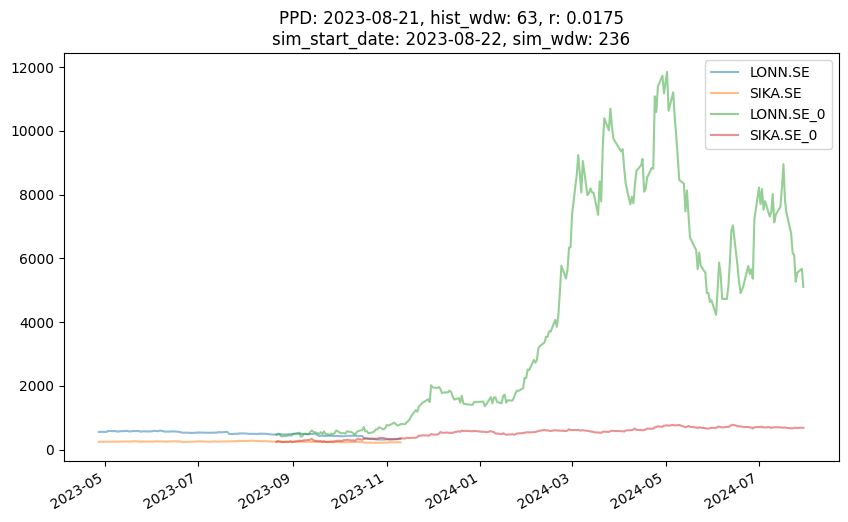 PPD: 2023-08-21, hist_wdw: 63, r: 0.0175
sim_start_date: 2023-08-22, sim_wdw: 236
12000
10000
8000
6000
4000
2000
0
LONN.SE
SIKA.SE
LONN.SE_0
SIKA.SE_0
2023-05
2023-07
2023-09
2023-11
2024-01
2024-03
2024-05
2024-07